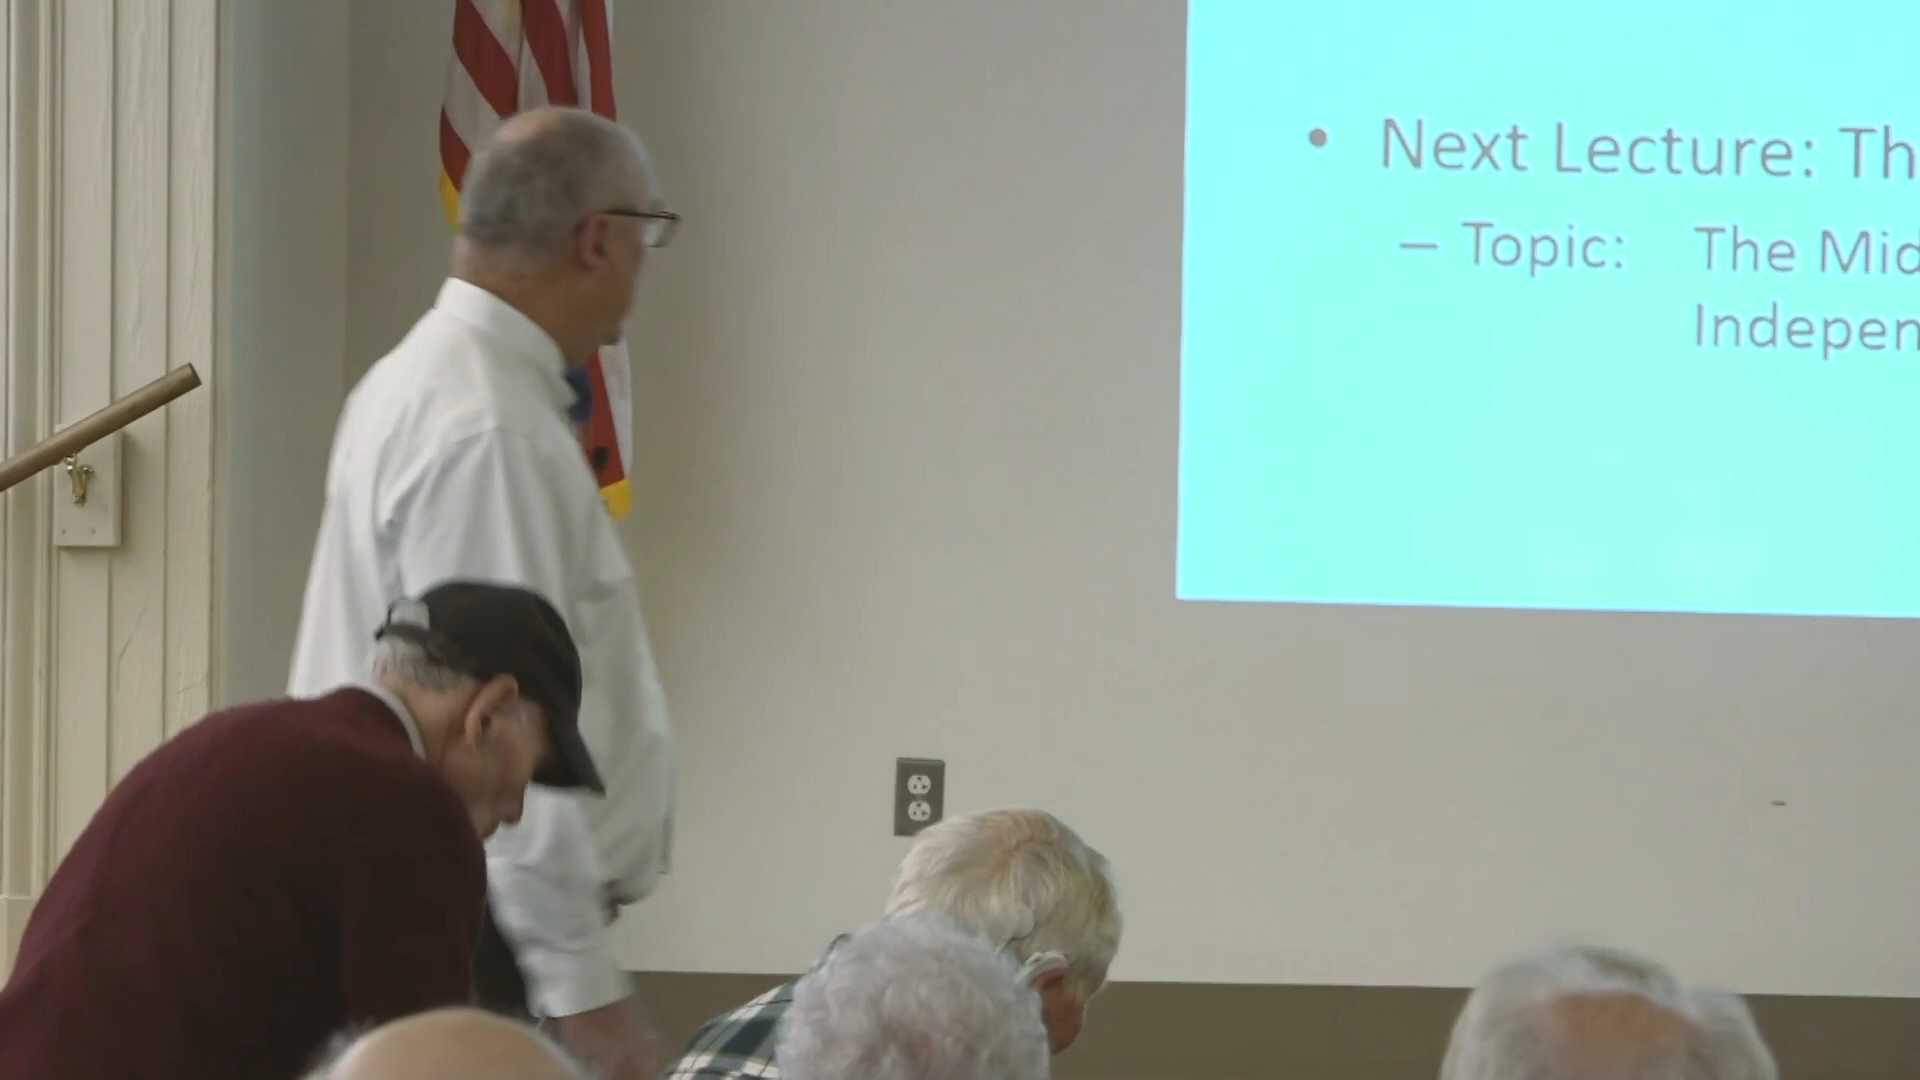 • Next Lecture: Th
– Topic: The Mid
Indepen